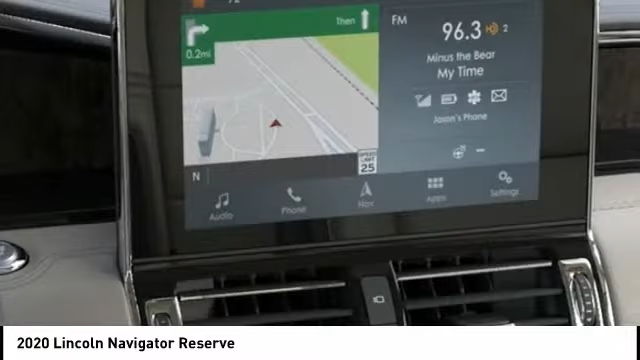 Then
0.2mi
FM
96.3 HD 2
Minus the Bear
My Time
Jason's Phone
SPEED LIMIT 25
N
Audio
Phone
Nav
Apps
Settings
2020 Lincoln Navigator Reserve